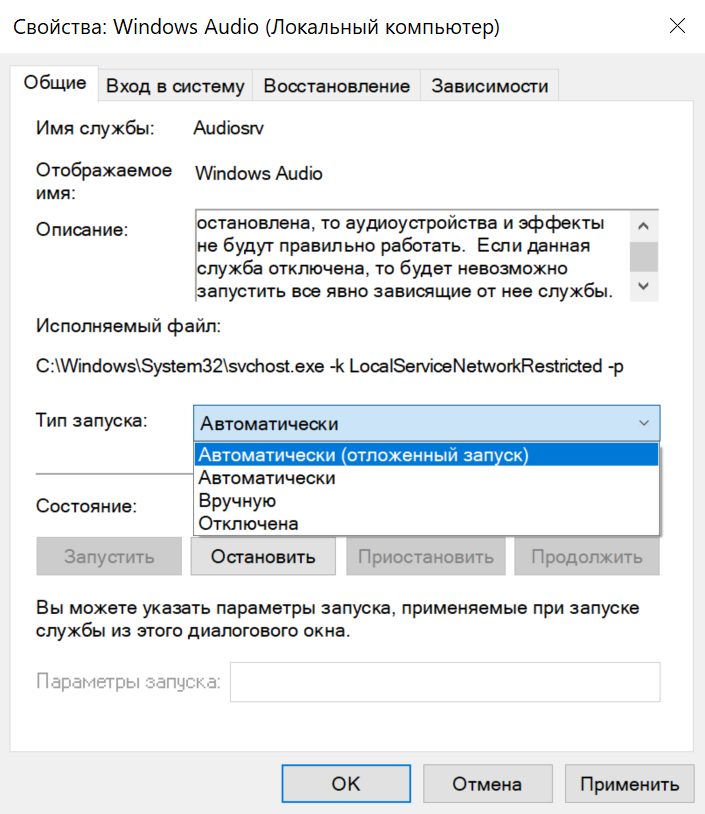 Свойства: Windows Audio (Локальный компьютер)
Общие
Вход в систему
Восстановление
Зависимости
Имя службы:
Audiosrv
Отображаемое
имя:
Windows Audio
Описание:
остановлена, то аудиоустройства и эффекты
не будут правильно работать.  Если данная
служба отключена, то будет невозможно
запустить все явно зависящие от нее службы.
Исполняемый файл:
C:\Windows\System32\svchost.exe -k LocalServiceNetworkRestricted -p
Тип запуска:
Автоматически
Автоматически (отложенный запуск)
Автоматически
Вручную
Отключена
Состояние:
Запустить
Остановить
Приостановить
Продолжить
Вы можете указать параметры запуска, применяемые при запуске
службы из этого диалогового окна.
Параметры запуска:
OK
Отмена
Применить